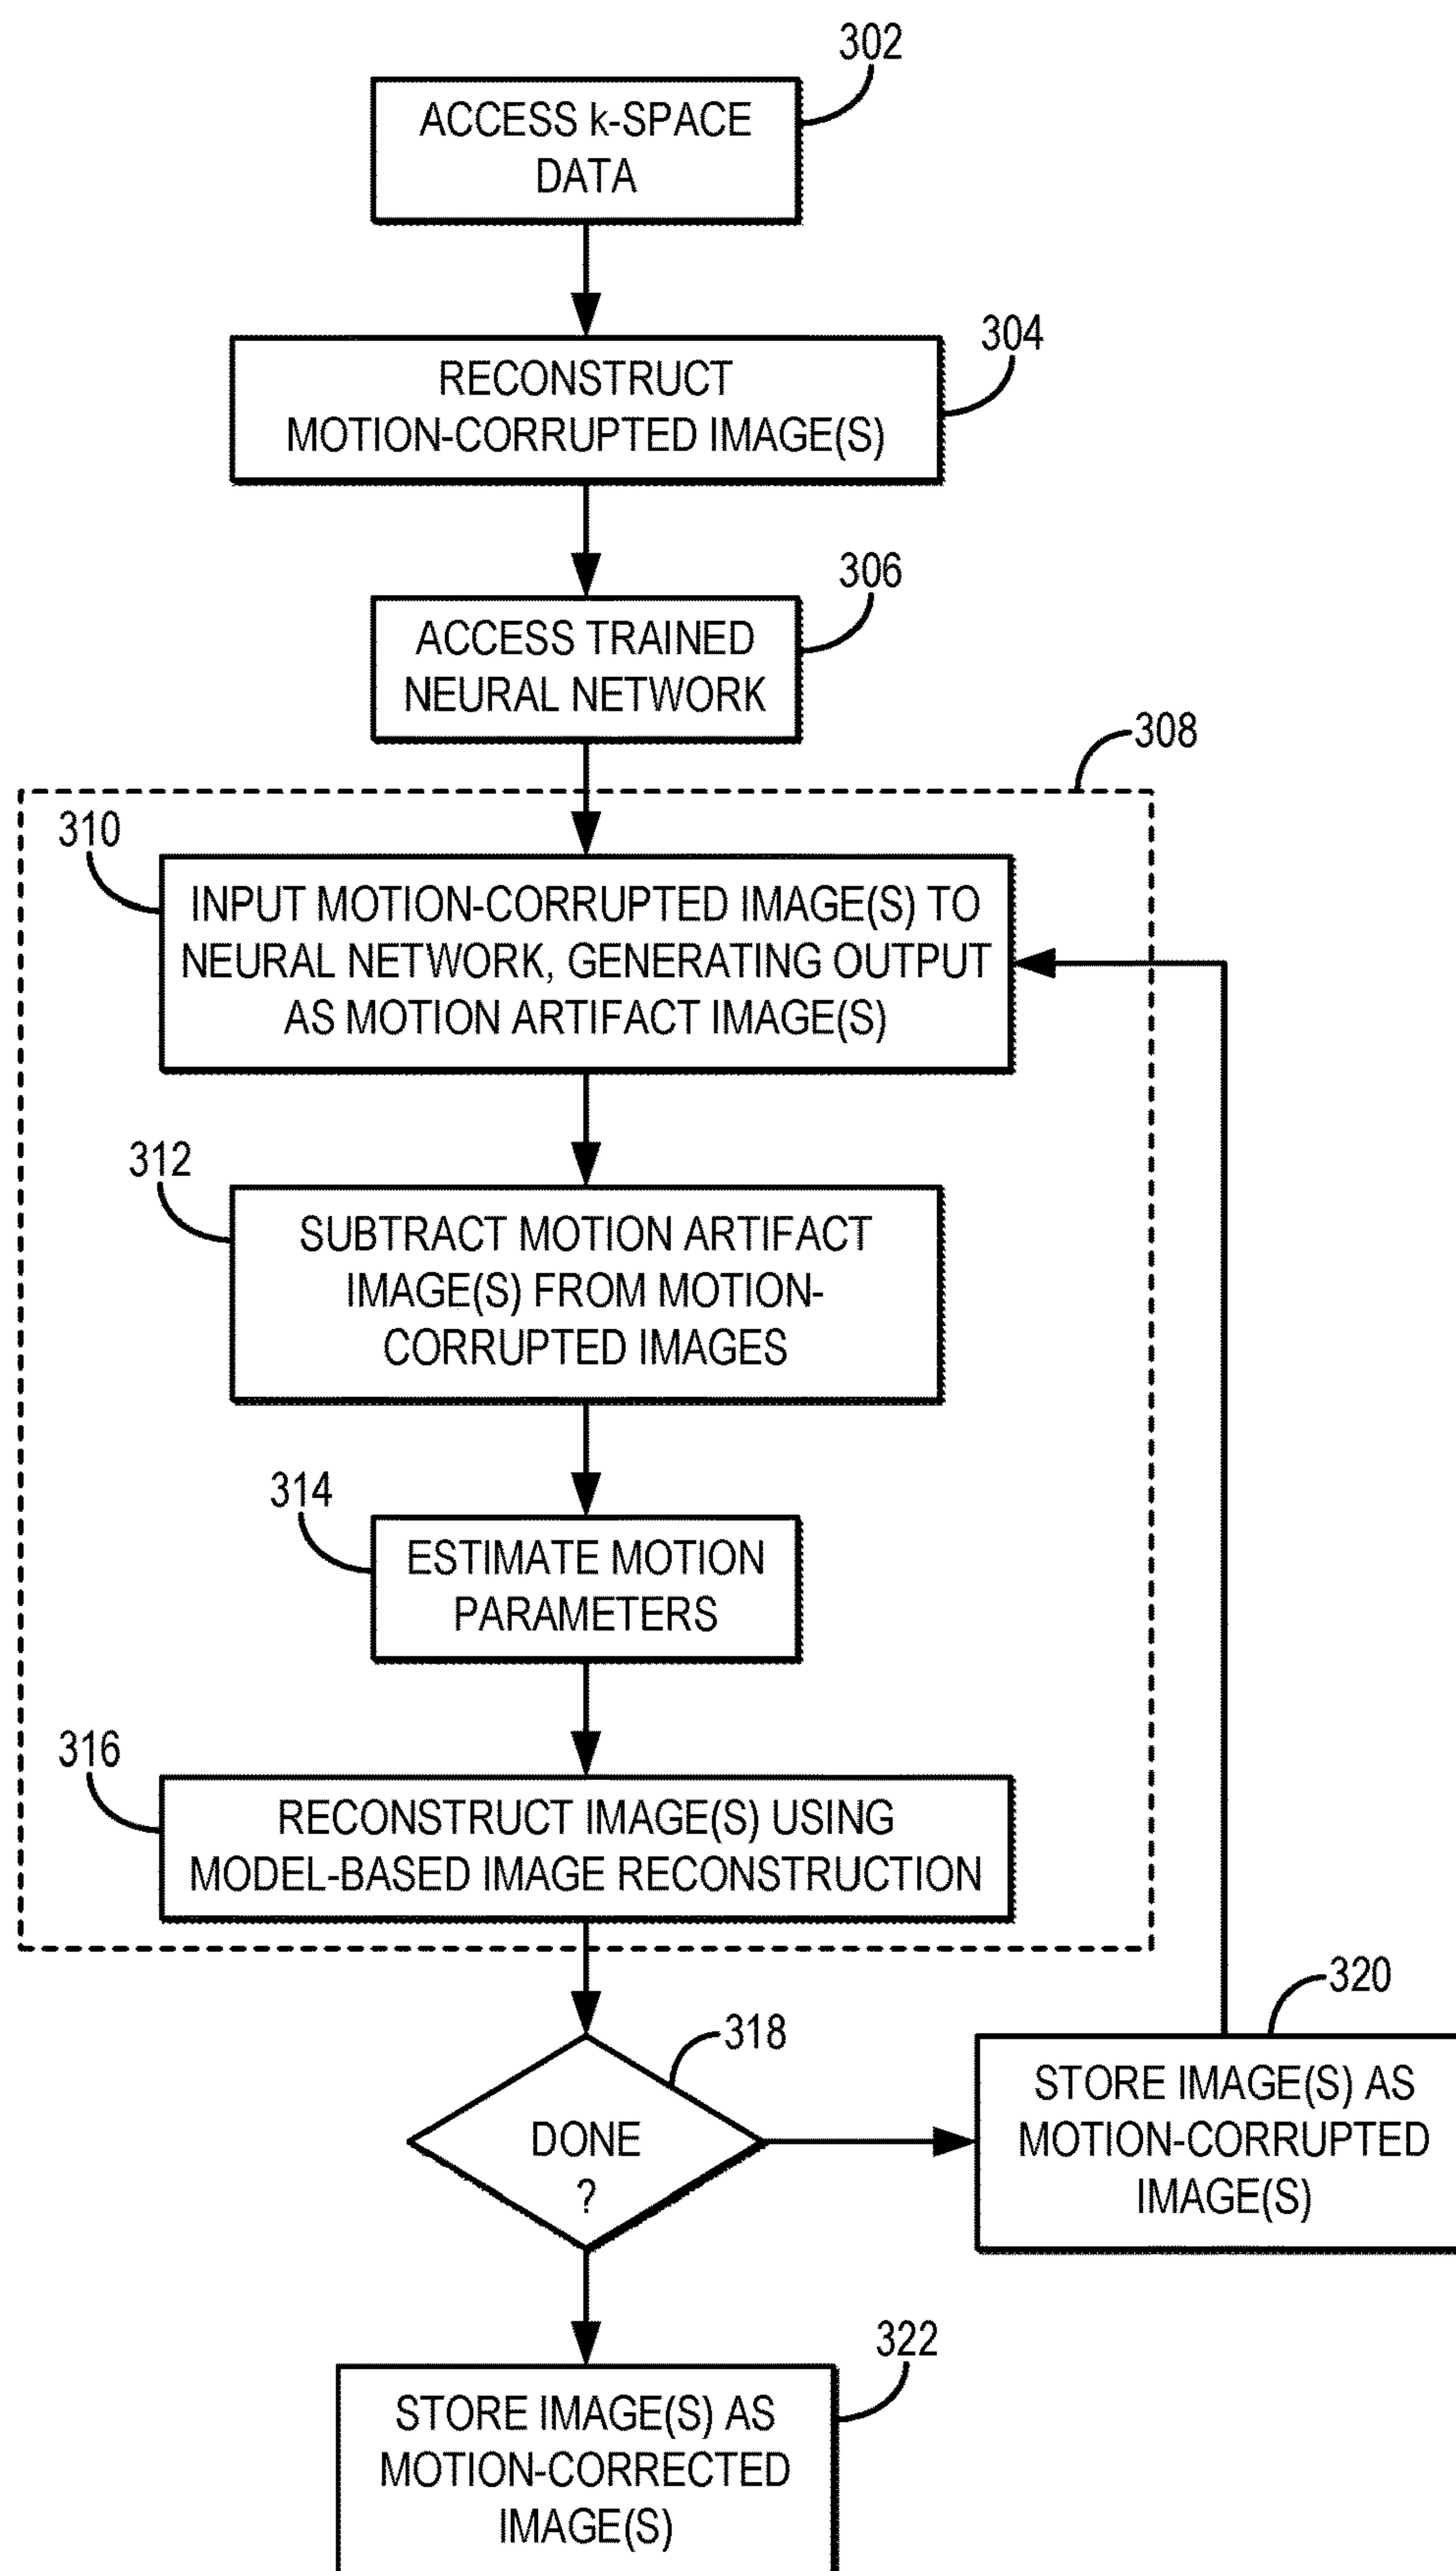 302
ACCESS k-SPACE
DATA
304
RECONSTRUCT
MOTION-CORRUPTED IMAGE(S)
306
ACCESS TRAINED
NEURAL NETWORK
308
310
INPUT MOTION-CORRUPTED IMAGE(S) TO
NEURAL NETWORK, GENERATING OUTPUT
AS MOTION ARTIFACT IMAGE(S)
312
SUBTRACT MOTION ARTIFACT
IMAGE(S) FROM MOTION-
CORRUPTED IMAGES
314
ESTIMATE MOTION
PARAMETERS
316
RECONSTRUCT IMAGE(S) USING
MODEL-BASED IMAGE RECONSTRUCTION
318
DONE
?
320
STORE IMAGE(S) AS
MOTION-CORRUPTED
IMAGE(S)
322
STORE IMAGE(S) AS
MOTION-CORRECTED
IMAGE(S)